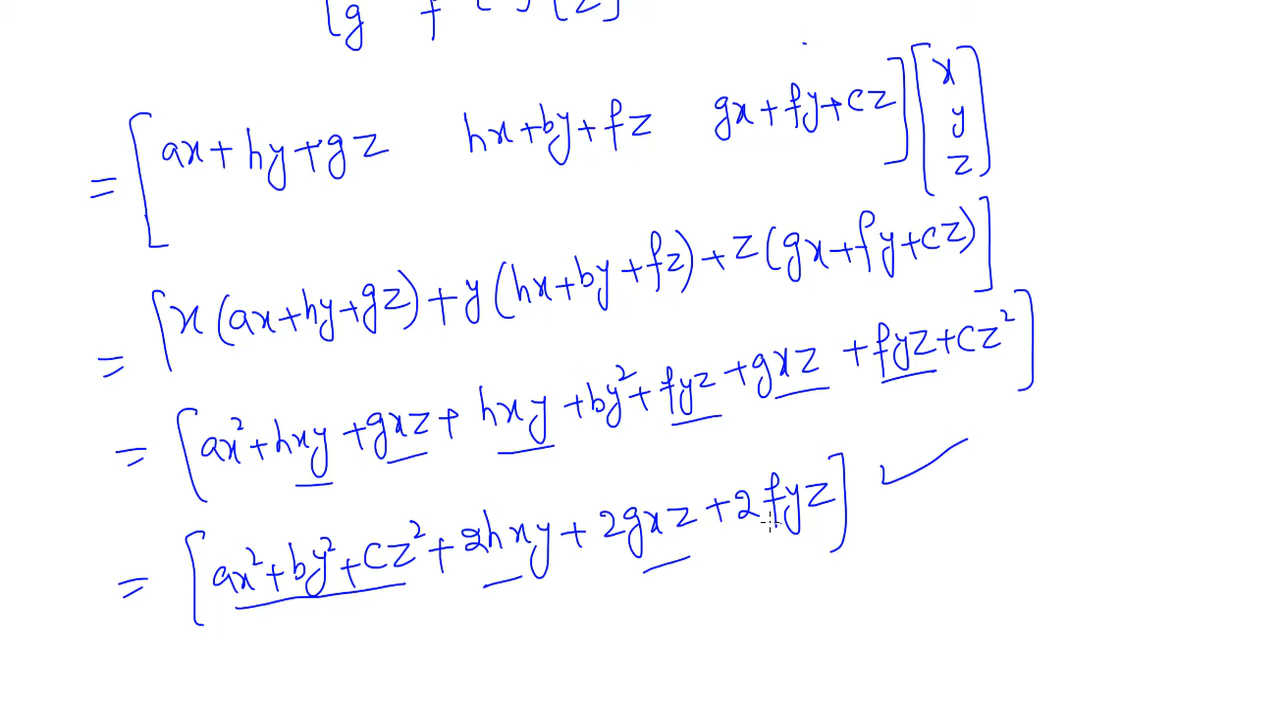 [g f c] [z]
= [ax+hy+gz hx+by+fz gx+fy+cz] [x y z]
= [x(ax+hy+gz)+y(hx+by+fz)+z(gx+fy+cz)]
= [ax²+hxy+gxz+hxy+by²+fyz+gxz+fyz+cz²]
= [ax²+by²+cz²+2hxy+2gxz+2fyz] ✓